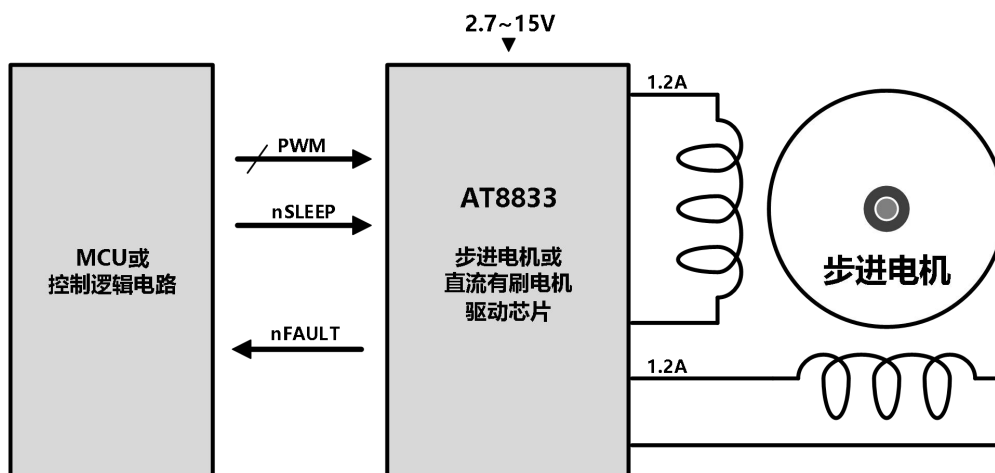 2.7~15V
1.2A
PWM
AT8833
nSLEEP
MCU或
控制逻辑电路
步进电机或
直流有刷电机
驱动芯片
步进电机
nFAULT
1.2A